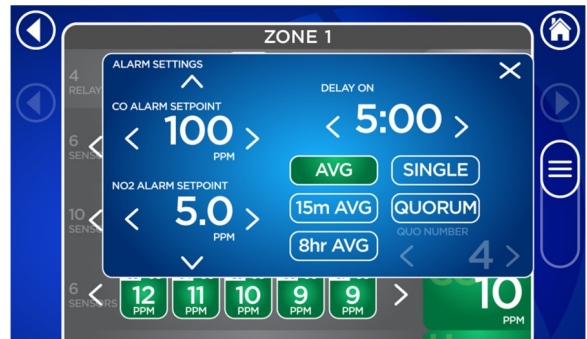 ZONE 1
ALARM SETTINGS
4
RELAY
CO ALARM SETPOINT
100
PPM
DELAY ON
5:00
6
SENS
AVG
SINGLE
NO2 ALARM SETPOINT
5.0
PPM
15m AVG
QUORUM
10
SENS
8hr AVG
QUO NUMBER
4
6
SENSORS
12
PPM
11
PPM
10
PPM
9
PPM
9
PPM
10
PPM